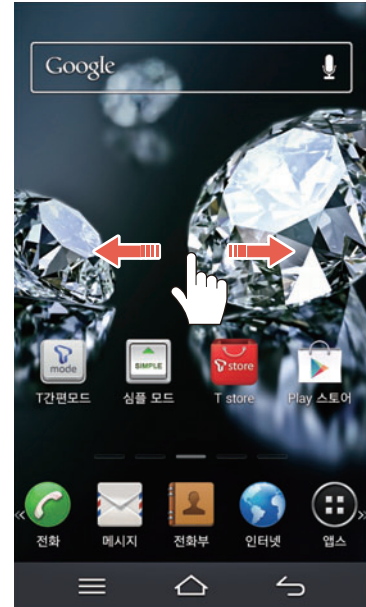 Google
mode
SIMPLE
T store
T간편모드
심플 모드
T store
Play 스토어
«
»
전화
메시지
전화부
인터넷
앱스